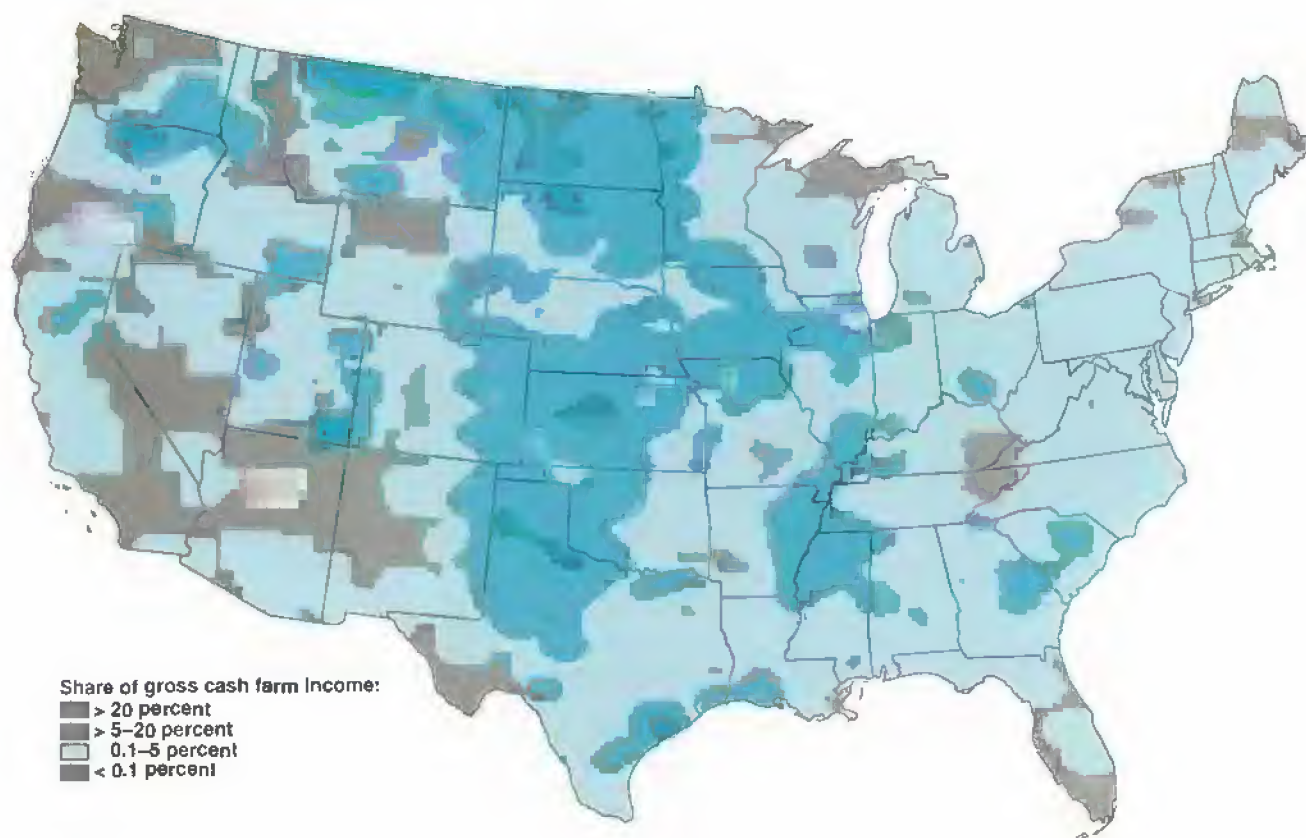 Share of gross cash farm income:
> 20 percent
> 5–20 percent
0.1–5 percent
< 0.1 percent